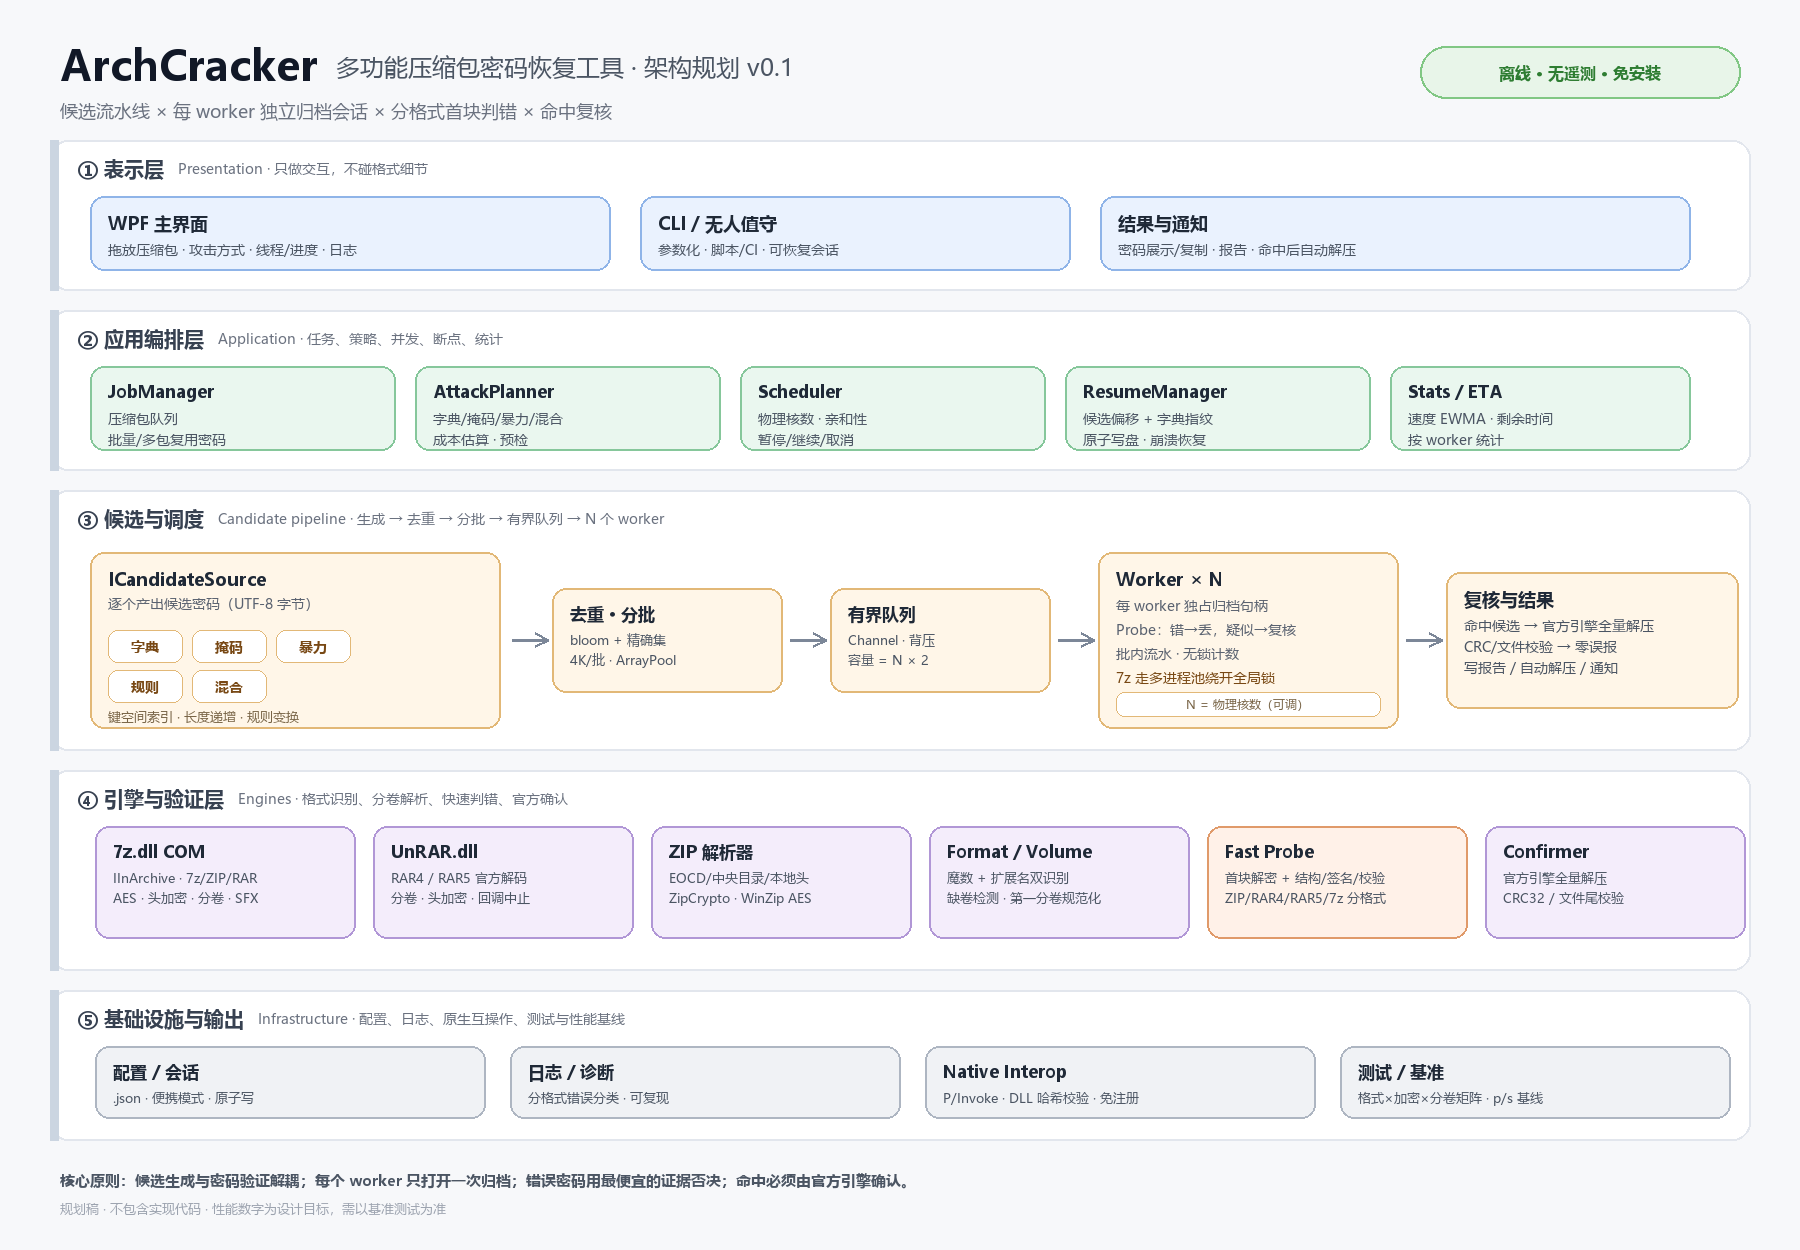 ArchCracker 多功能压缩包密码恢复工具 · 架构规划 v0.1
离线 • 无遥测 • 免安装
候选流水线 × 每 worker 独立归档会话 × 分格式首块判错 × 命中复核
① 表示层 Presentation · 只做交互，不碰格式细节
WPF 主界面
拖放压缩包 · 攻击方式 · 线程/进度 · 日志
CLI / 无人值守
参数化 · 脚本/CI · 可恢复会话
结果与通知
密码展示/复制 · 报告 · 命中后自动解压
② 应用编排层 Application · 任务、策略、并发、断点、统计
JobManager
压缩包队列
批量/多包复用密码
AttackPlanner
字典/掩码/暴力/混合
成本估算 · 预检
Scheduler
物理核数 · 亲和性
暂停/继续/取消
ResumeManager
候选偏移 + 字典指纹
原子写盘 · 崩溃恢复
Stats / ETA
速度 EWMA · 剩余时间
按 worker 统计
③ 候选与调度 Candidate pipeline · 生成 → 去重 → 分批 → 有界队列 → N 个 worker
ICandidateSource
逐个产出候选密码（UTF-8 字节）
字典 掩码 暴力
规则 混合
键空间索引 · 长度递增 · 规则变换
去重 • 分批
bloom + 精确集
4K/批 · ArrayPool
有界队列
Channel · 背压
容量 = N × 2
Worker × N
每 worker 独占归档句柄
Probe：错→丢，疑似→复核
批内流水 · 无锁计数
7z 走多进程池绕开全局锁
N = 物理核数（可调）
复核与结果
命中候选 → 官方引擎全量解压
CRC/文件校验 → 零误报
写报告 / 自动解压 / 通知
④ 引擎与验证层 Engines · 格式识别、分卷解析、快速判错、官方确认
7z.dll COM
IInArchive · 7z/ZIP/RAR
AES · 头加密 · 分卷 · SFX
UnRAR.dll
RAR4 / RAR5 官方解码
分卷 · 头加密 · 回调中止
ZIP 解析器
EOCD/中央目录/本地头
ZipCrypto · WinZip AES
Format / Volume
魔数 + 扩展名双识别
缺卷检测 · 第一分卷规范化
Fast Probe
首块解密 + 结构/签名/校验
ZIP/RAR4/RAR5/7z 分格式
Confirmer
官方引擎全量解压
CRC32 / 文件尾校验
⑤ 基础设施与输出 Infrastructure · 配置、日志、原生互操作、测试与性能基线
配置 / 会话
.json · 便携模式 · 原子写
日志 / 诊断
分格式错误分类 · 可复现
Native Interop
P/Invoke · DLL 哈希校验 · 免注册
测试 / 基准
格式×加密×分卷矩阵 · p/s 基线
核心原则：候选生成与密码验证解耦；每个 worker 只打开一次归档；错误密码用最便宜的证据否决；命中必须由官方引擎确认。
规划稿 · 不包含实现代码 · 性能数字为设计目标，需以基准测试为准